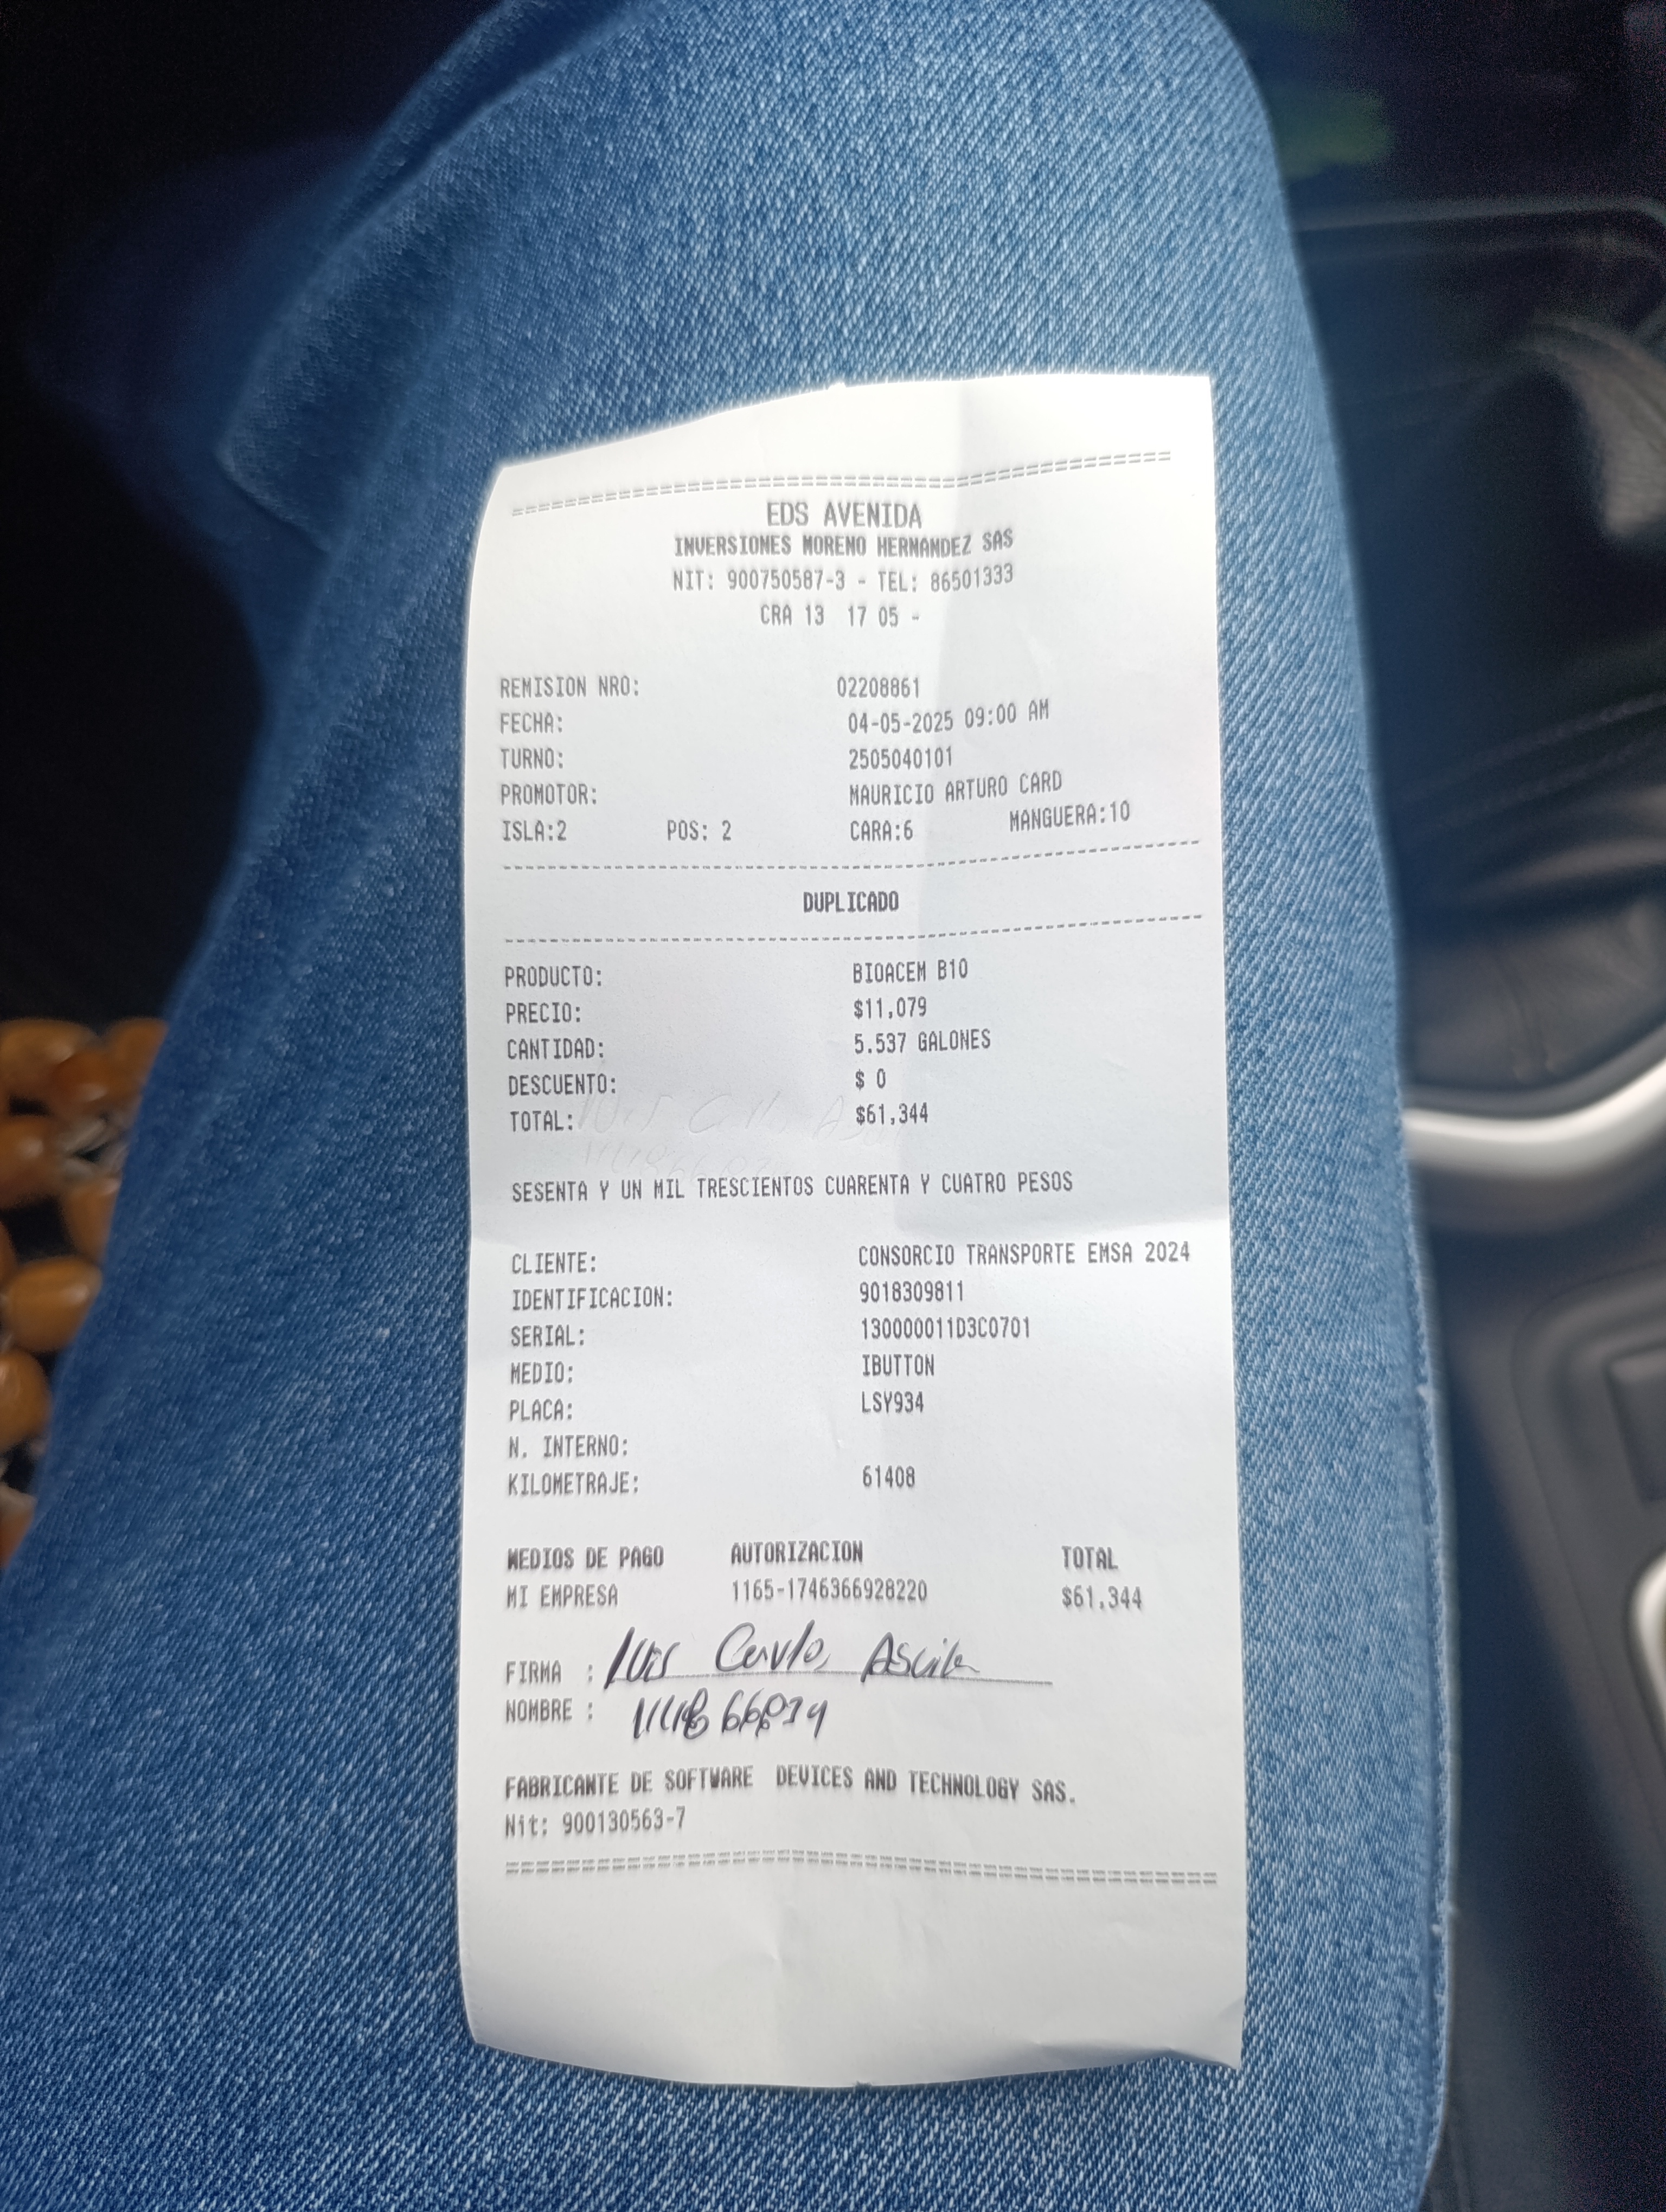 EDS AVENIDA
INVERSIONES MORENO HERNANDEZ SAS
NIT: 900750587-3 - TEL: 86501333
CRA 13 17 05 -
REMISION NRO: 02208861
FECHA: 04-05-2025 09:00 AM
TURNO: 2505040101
PROMOTOR: MAURICIO ARTURO CARD
ISLA:2 POS: 2 CARA:6 MANGUERA:10
DUPLICADO
PRODUCTO: BIOACEM B10
PRECIO: $11,079
CANTIDAD: 5.537 GALONES
DESCUENTO: $ 0
TOTAL: $61,344
SESENTA Y UN MIL TRESCIENTOS CUARENTA Y CUATRO PESOS
CLIENTE: CONSORCIO TRANSPORTE EMSA 2024
IDENTIFICACION: 9018309811
SERIAL: 130000011D3C0701
MEDIO: IBUTTON
PLACA: LSY934
N. INTERNO:
KILOMETRAJE: 61408
MEDIOS DE PAGO AUTORIZACION TOTAL
MI EMPRESA 1165-1746366928220 $61,344
FIRMA : Luis Carlo
NOMBRE :
FABRICANTE DE SOFTWARE DEVICES AND TECHNOLOGY SAS.
Nit: 900130563-7